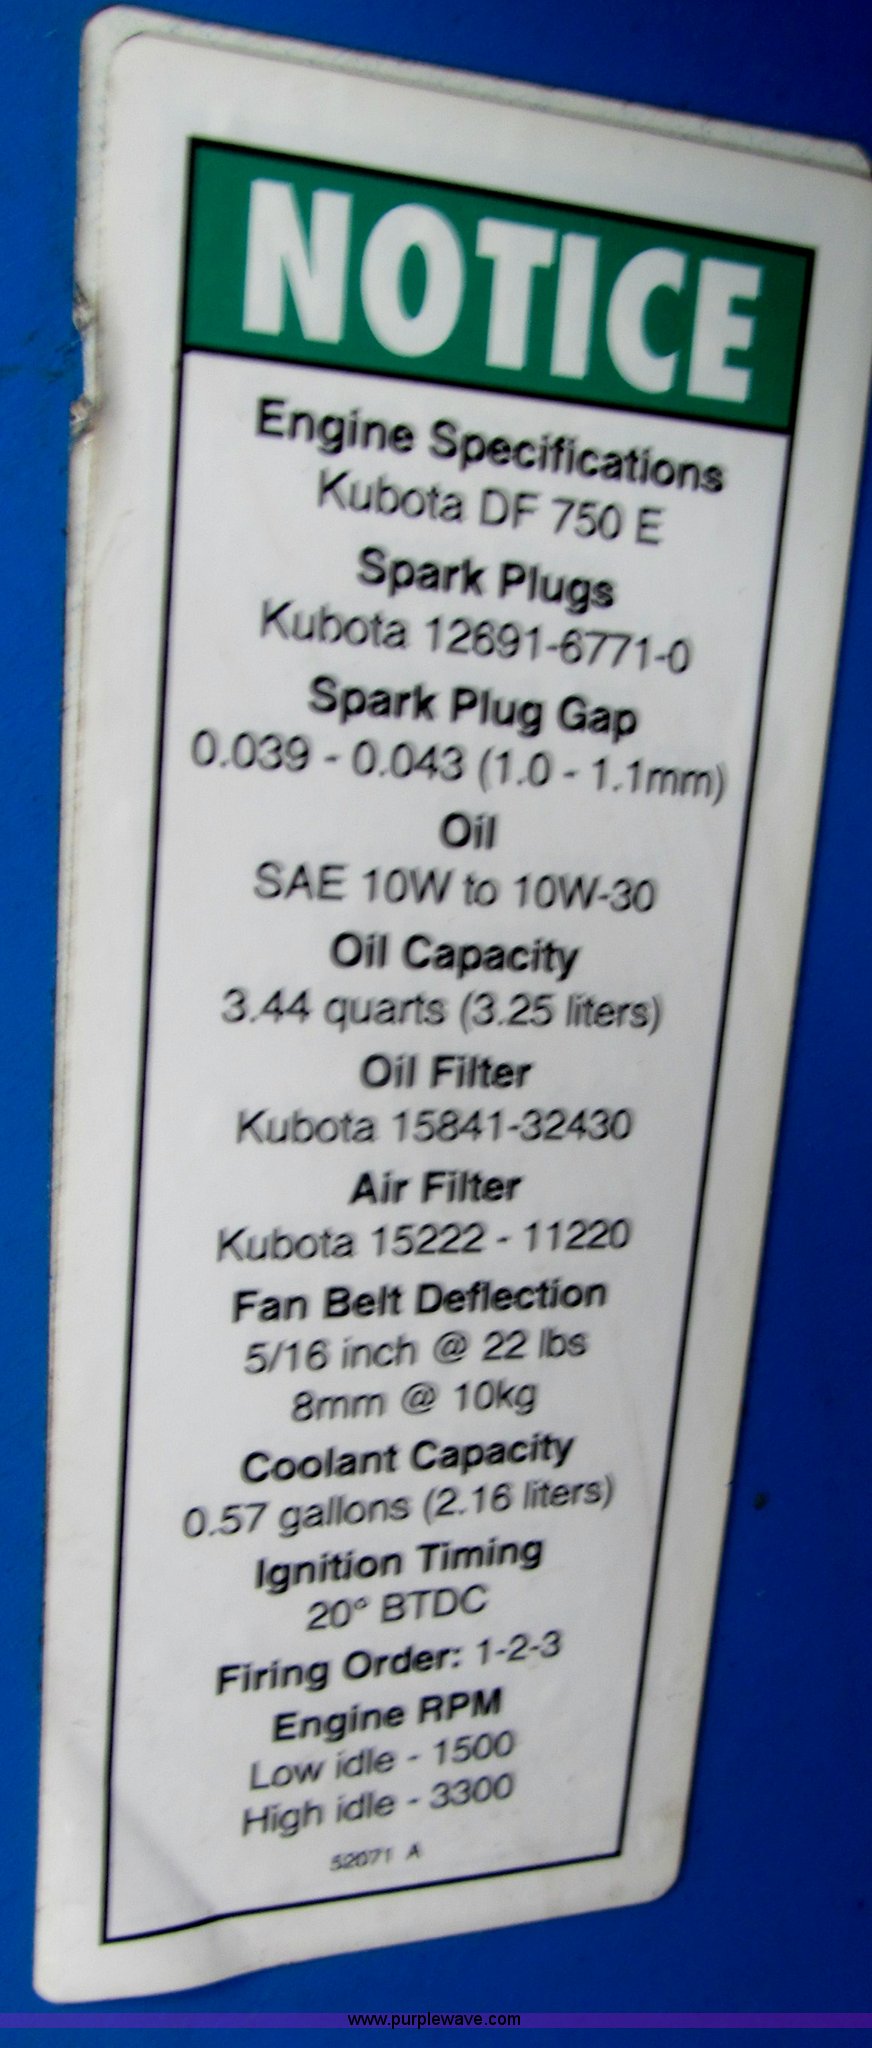 NOTICE
Engine Specifications
Kubota DF 750 E
Spark Plugs
Kubota 12691-6771-0
Spark Plug Gap
0.039 - 0.043 (1.0 - 1.1mm)
Oil
SAE 10W to 10W-30
Oil Capacity
3.44 quarts (3.25 liters)
Oil Filter
Kubota 15841-32430
Air Filter
Kubota 15222 - 11220
Fan Belt Deflection
5/16 inch @ 22 lbs
8mm @ 10kg
Coolant Capacity
0.57 gallons (2.16 liters)
Ignition Timing
20° BTDC
Firing Order: 1-2-3
Engine RPM
Low idle - 1500
High idle - 3300
52071 A
www.purplewave.com